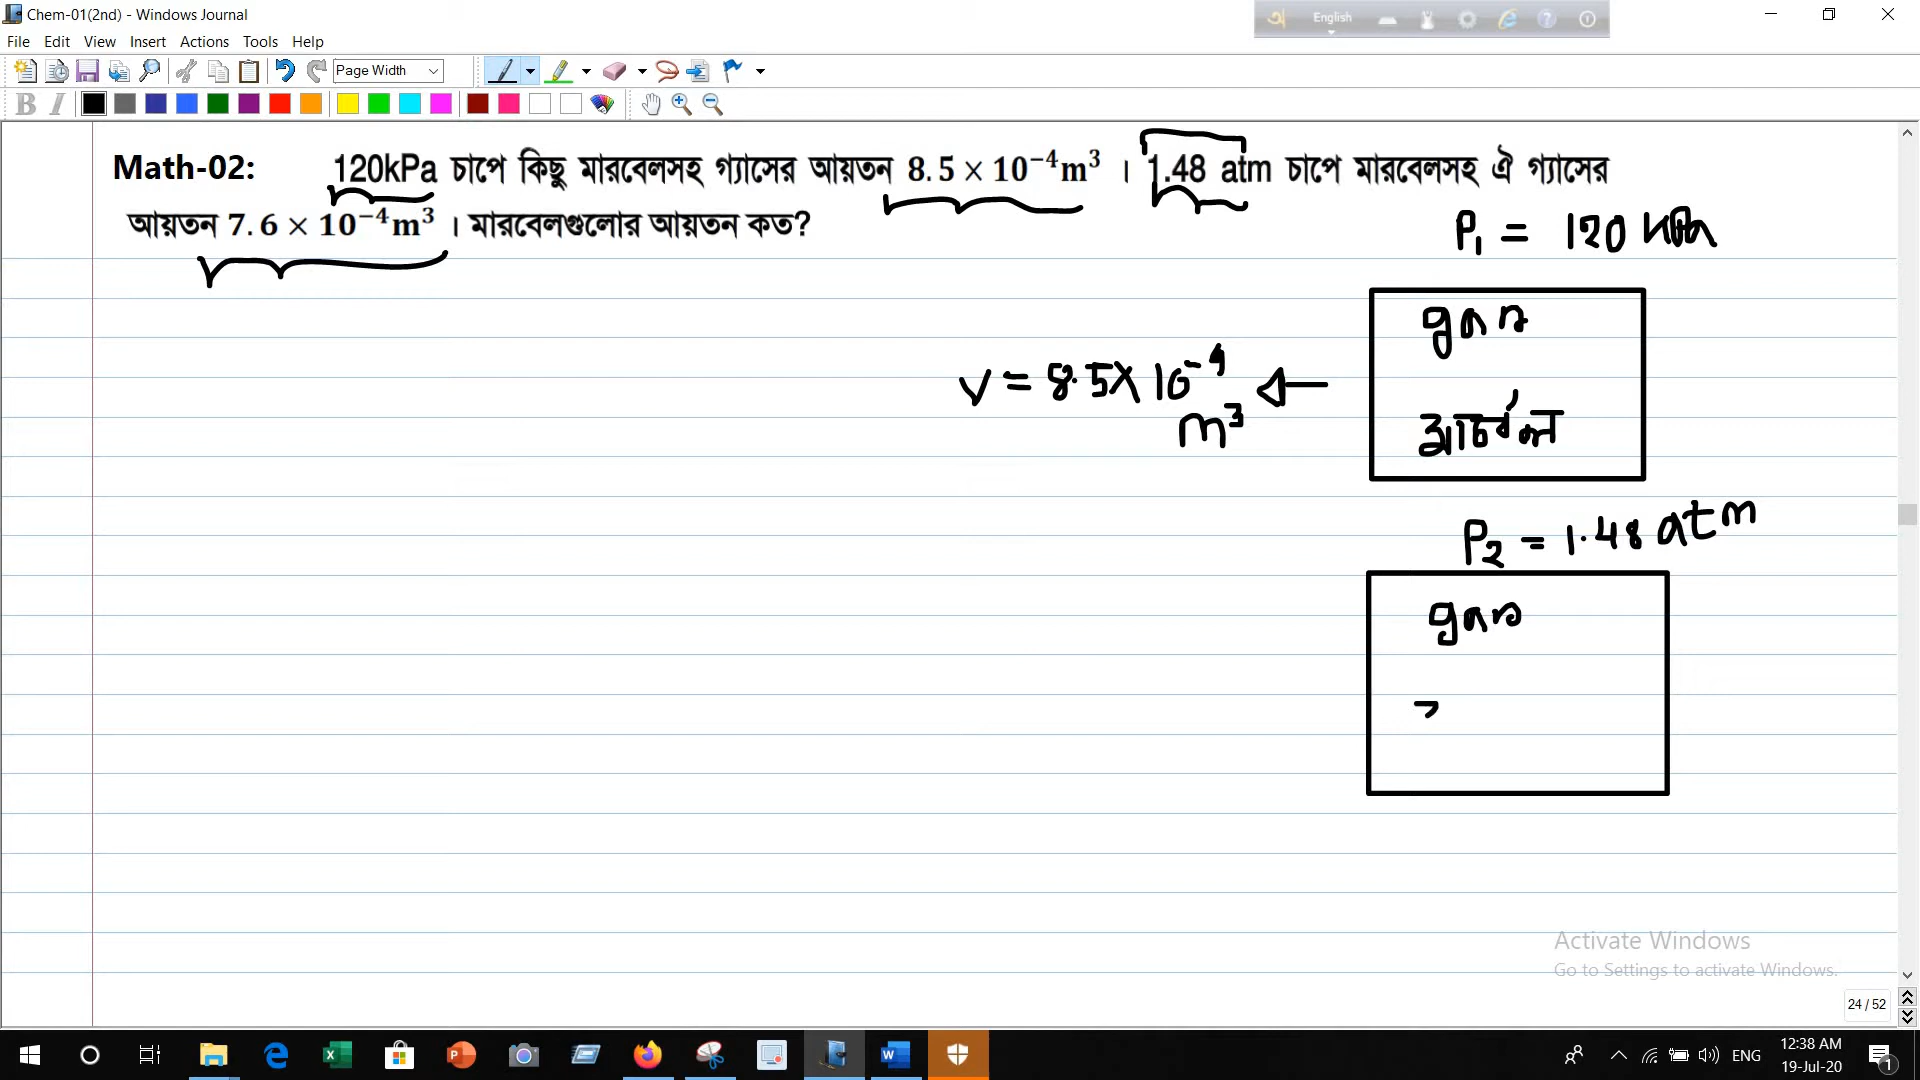 Chem-01(2nd) - Windows Journal
English
File Edit View Insert Actions Tools Help
Page Width
B I
Math-02: 120kPa চাপে কিছু মারবেলসহ গ্যাসের আয়তন 8.5 × 10⁻⁴m³ । 1.48 atm চাপে মারবেলসহ ঐ গ্যাসের
আয়তন 7.6 × 10⁻⁴m³ । মারবেলগুলোর আয়তন কত?
P₁ = 120 kPa
gas
V = 8.5 × 10⁻⁴
m³
মার্বেল
P₂ = 1.48 atm
gas
Activate Windows
Go to Settings to activate Windows.
24 / 52
ENG
12:38 AM
19-Jul-20
1